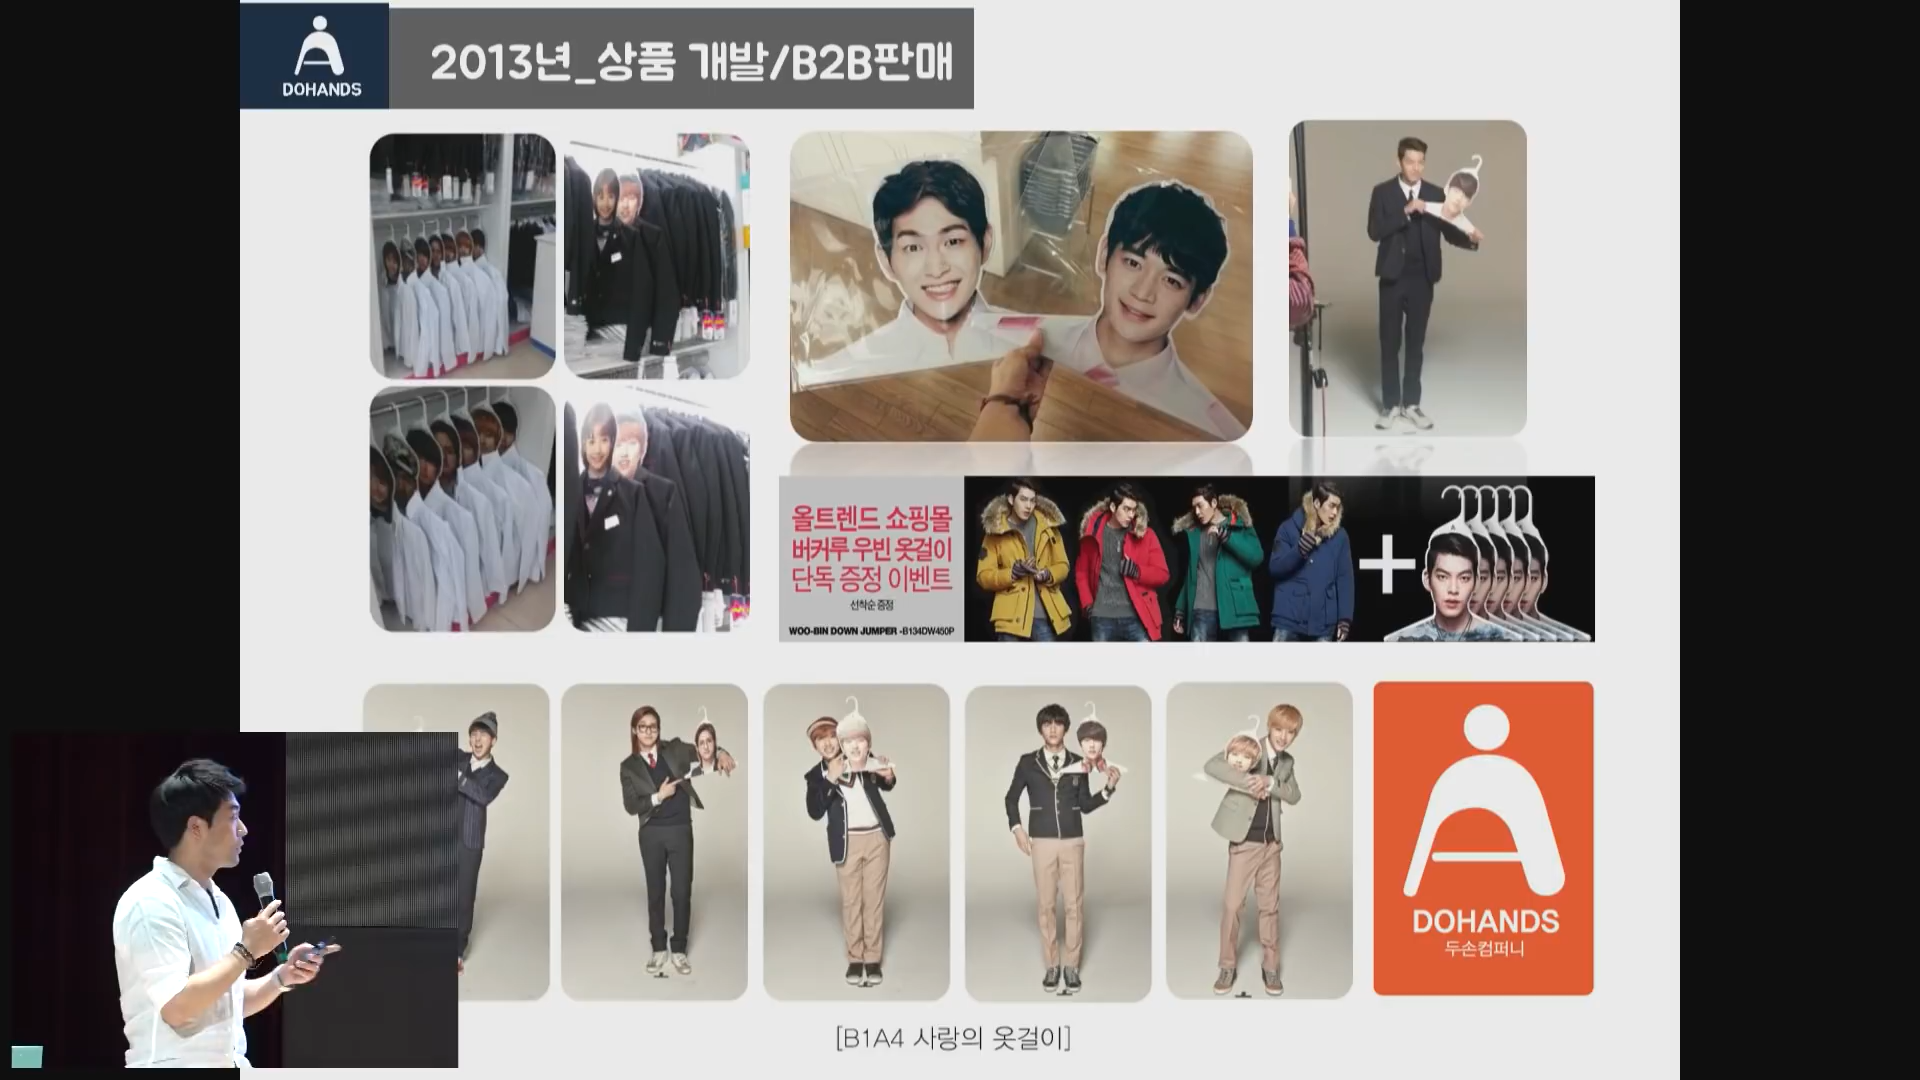 DOHANDS
2013년_상품 개발/B2B판매
올트렌드 쇼핑몰
버커루 우빈 옷걸이
단독 증정 이벤트
선착순 증정
WOO-BIN DOWN JUMPER -B134DW450P
DOHANDS
두손컴퍼니
[B1A4 사랑의 옷걸이]